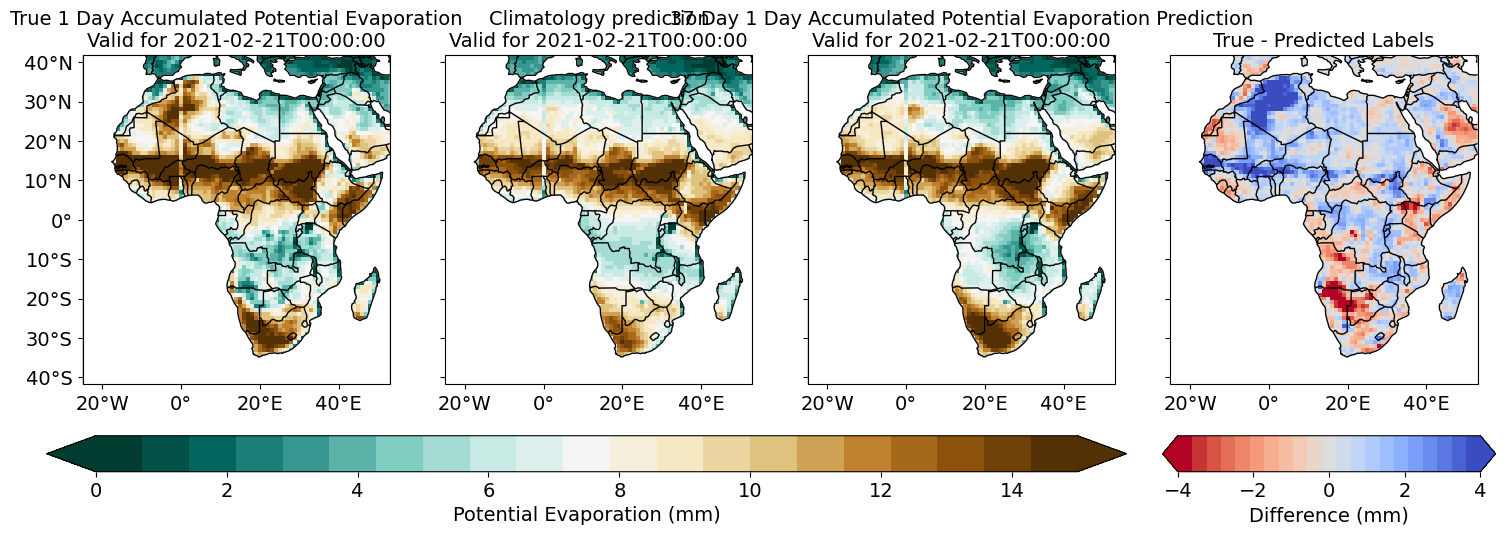 True 1 Day Accumulated Potential Evaporation
Valid for 2021-02-21T00:00:00
Climatology prediction
Valid for 2021-02-21T00:00:00
37 Day 1 Day Accumulated Potential Evaporation Prediction
Valid for 2021-02-21T00:00:00
True - Predicted Labels
40°N
30°N
20°N
10°N
0°
10°S
20°S
30°S
40°S
20°W 0° 20°E 40°E
20°W 0° 20°E 40°E
20°W 0° 20°E 40°E
20°W 0° 20°E 40°E
0 2 4 6 8 10 12 14
Potential Evaporation (mm)
−4 −2 0 2 4
Difference (mm)